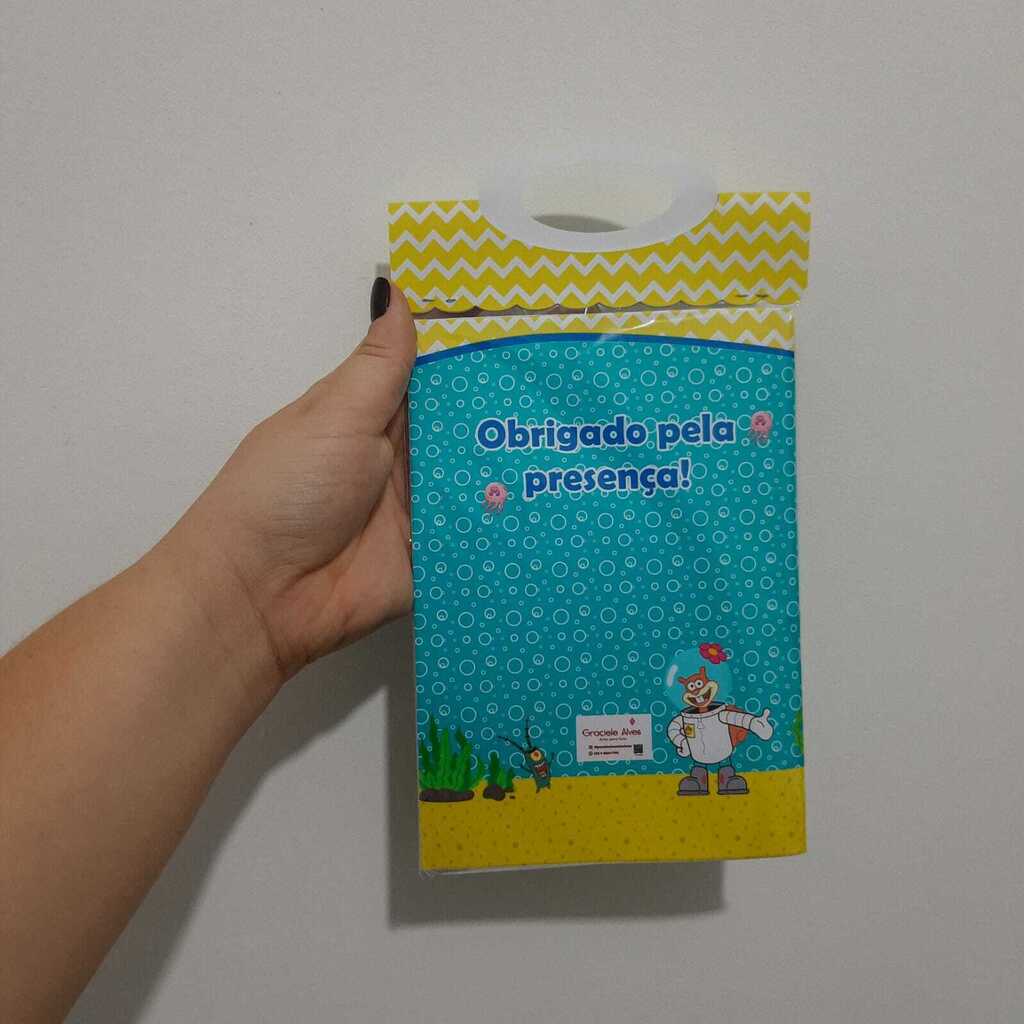 Obrigado pela
presença!
Graciele Alves